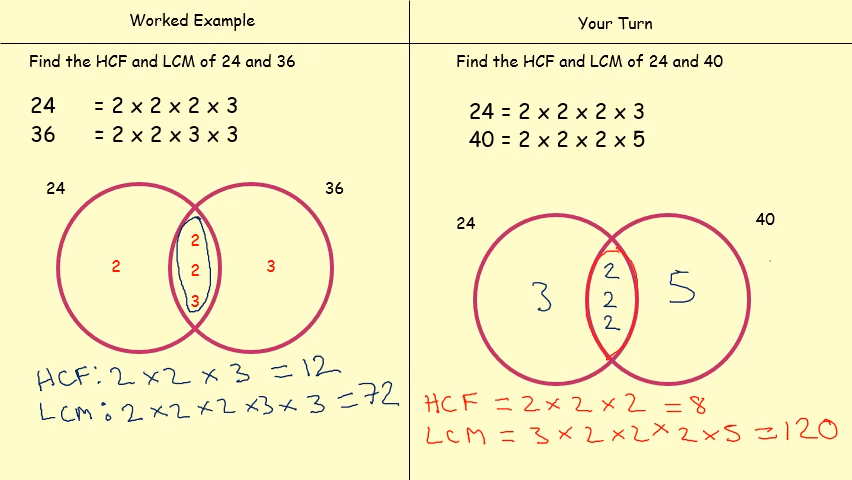 Worked Example
Find the HCF and LCM of 24 and 36
24 = 2 x 2 x 2 x 3
36 = 2 x 2 x 3 x 3
24
36
2
2
2
3
3
HCF: 2 × 2 × 3 = 12
LCM: 2 × 2 × 2 × 3 × 3 = 72
Your Turn
Find the HCF and LCM of 24 and 40
24 = 2 x 2 x 2 x 3
40 = 2 x 2 x 2 x 5
24
40
3
2
2
2
5
HCF = 2 × 2 × 2 = 8
LCM = 3 × 2 × 2 × 2 × 5 = 120